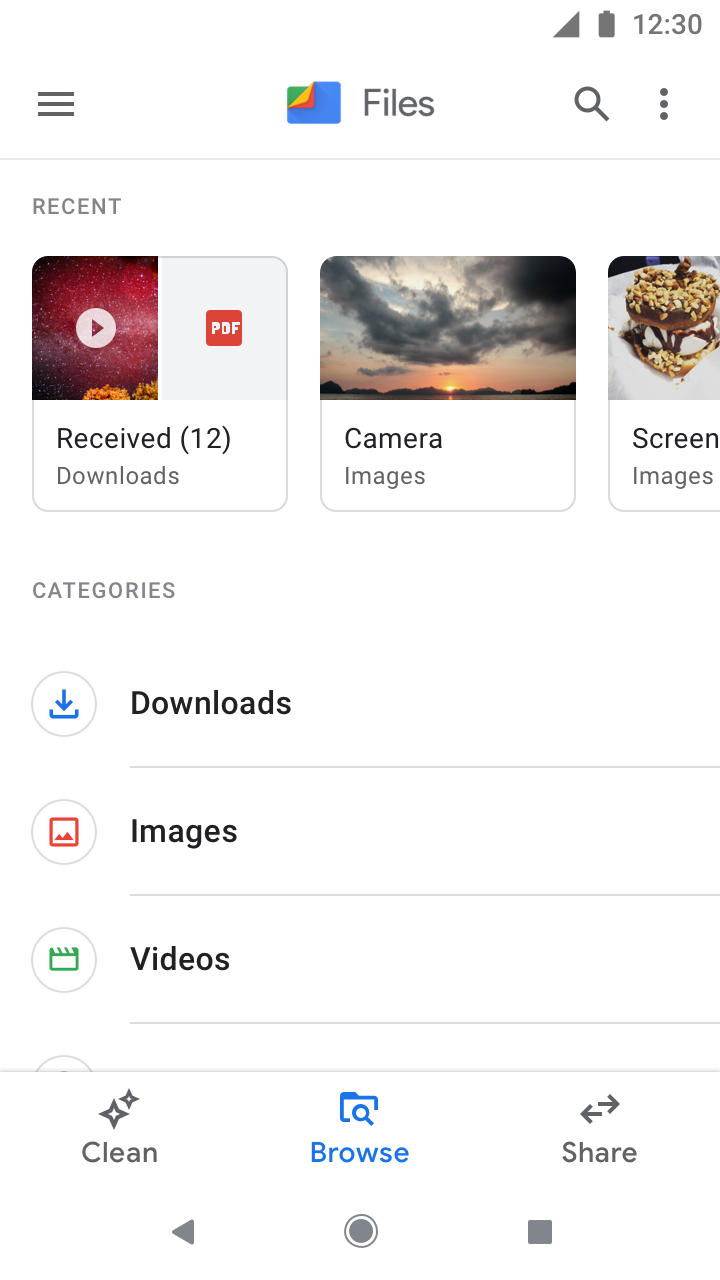 12:30
Files
RECENT
PDF
Received (12)
Downloads
Camera
Images
Screen
Images
CATEGORIES
Downloads
Images
Videos
Clean
Browse
Share